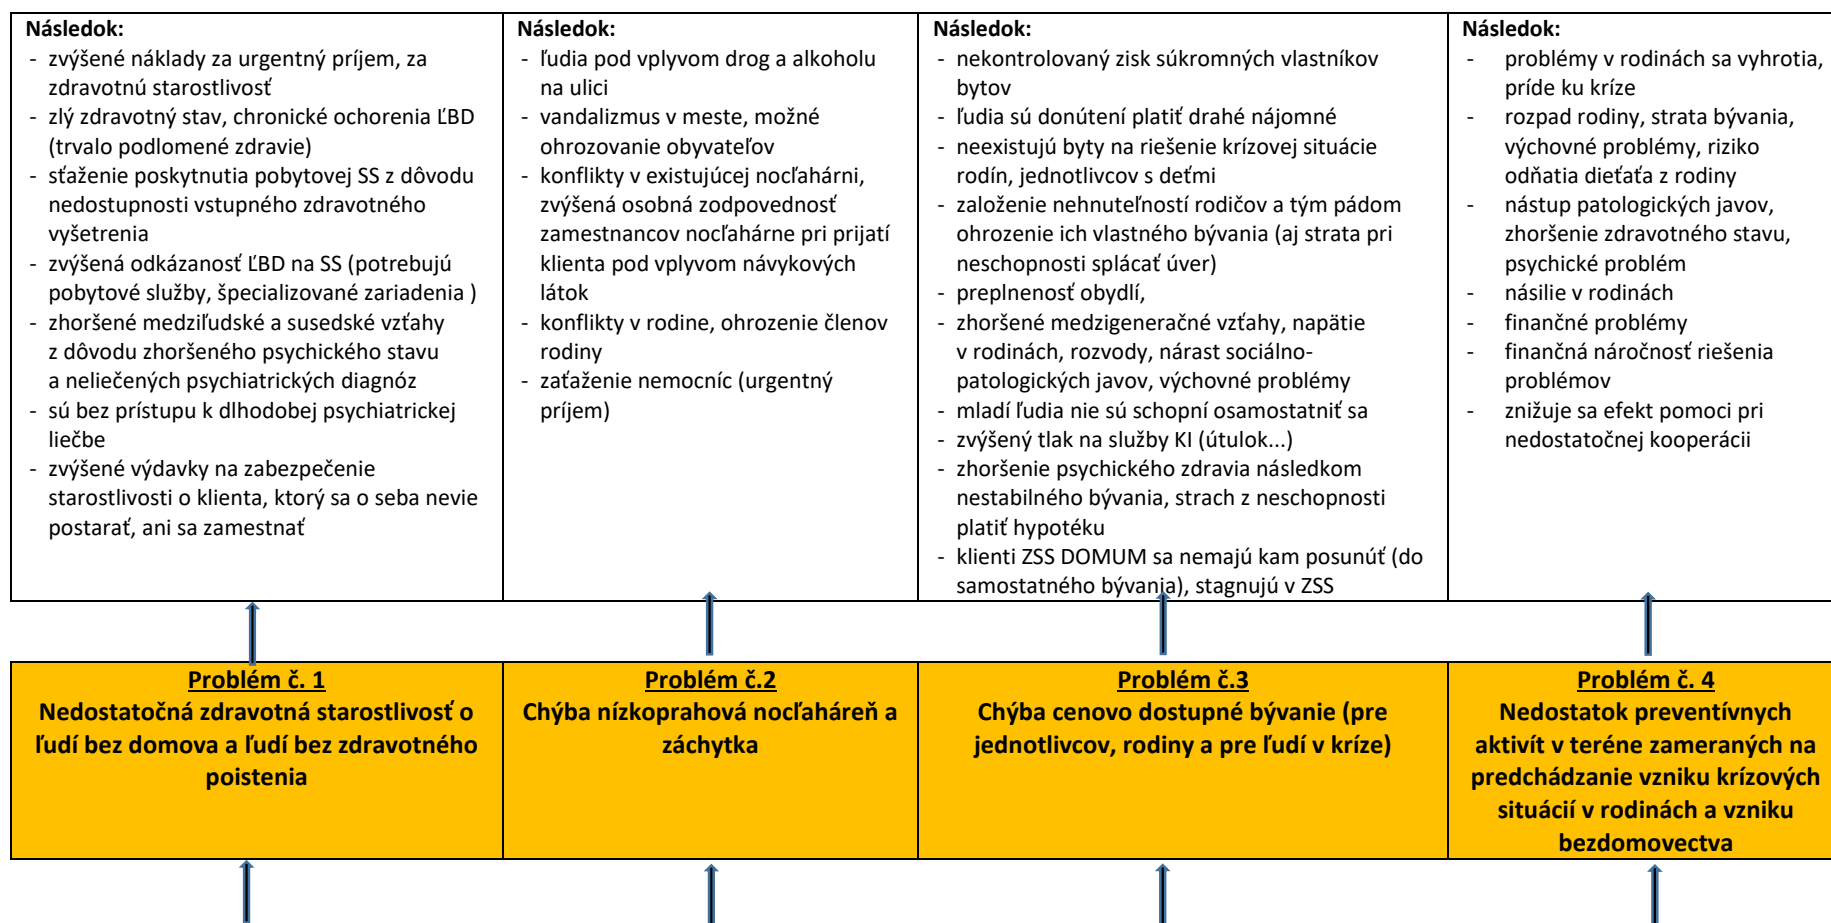 Následok:
- zvýšené náklady za urgentný príjem, za
zdravotnú starostlivosť
- zlý zdravotný stav, chronické ochorenia ĽBD
(trvalo podlomené zdravie)
- sťaženie poskytnutia pobytovej SS z dôvodu
nedostupnosti vstupného zdravotného
vyšetrenia
- zvýšená odkázanosť ĽBD na SS (potrebujú
pobytové služby, špecializované zariadenia )
- zhoršené medziľudské a susedské vzťahy
z dôvodu zhoršeného psychického stavu
a neliečených psychiatrických diagnóz
- sú bez prístupu k dlhodobej psychiatrickej
liečbe
- zvýšené výdavky na zabezpečenie
starostlivosti o klienta, ktorý sa o seba nevie
postarať, ani sa zamestnať
Následok:
- ľudia pod vplyvom drog a alkoholu
na ulici
- vandalizmus v meste, možné
ohrozovanie obyvateľov
- konflikty v existujúcej nocľahárni,
zvýšená osobná zodpovednosť
zamestnancov nocľahárne pri prijatí
klienta pod vplyvom návykových
látok
- konflikty v rodine, ohrozenie členov
rodiny
- zaťaženie nemocníc (urgentný
príjem)
Následok:
- nekontrolovaný zisk súkromných vlastníkov
bytov
- ľudia sú donútení platiť drahé nájomné
- neexistujú byty na riešenie krízovej situácie
rodín, jednotlivcov s deťmi
- založenie nehnuteľností rodičov a tým pádom
ohrozenie ich vlastného bývania (aj strata pri
neschopnosti splácať úver)
- preplnenosť obydlí,
- zhoršené medzigeneračné vzťahy, napätie
v rodinách, rozvody, nárast sociálno-
patologických javov, výchovné problémy
- mladí ľudia nie sú schopní osamostatniť sa
- zvýšený tlak na služby KI (útulok...)
- zhoršenie psychického zdravia následkom
nestabilného bývania, strach z neschopnosti
platiť hypotéku
- klienti ZSS DOMUM sa nemajú kam posunúť (do
samostatného bývania), stagnujú v ZSS
Následok:
- problémy v rodinách sa vyhrotia,
príde ku kríze
- rozpad rodiny, strata bývania,
výchovné problémy, riziko
odňatia dieťaťa z rodiny
- nástup patologických javov,
zhoršenie zdravotného stavu,
psychické problém
- násilie v rodinách
- finančné problémy
- finančná náročnosť riešenia
problémov
- znižuje sa efekt pomoci pri
nedostatočnej kooperácii
Problém č. 1
Nedostatočná zdravotná starostlivosť o
ľudí bez domova a ľudí bez zdravotného
poistenia
Problém č.2
Chýba nízkoprahová nocľaháreň a
záchytka
Problém č.3
Chýba cenovo dostupné bývanie (pre
jednotlivcov, rodiny a pre ľudí v kríze)
Problém č. 4
Nedostatok preventívnych
aktivít v teréne zameraných na
predchádzanie vzniku krízových
situácií v rodinách a vzniku
bezdomovectva